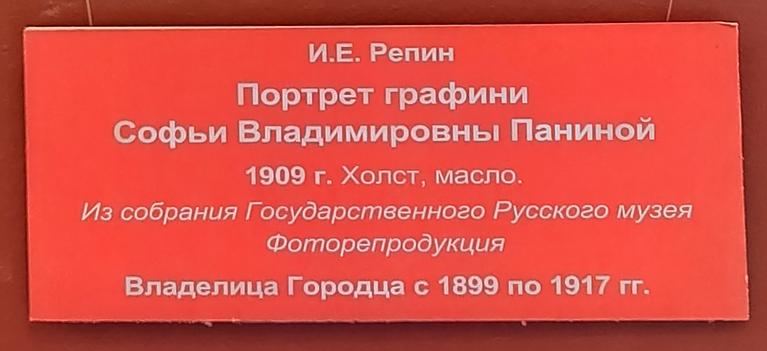 И.Е. Репин
Портрет графини
Софьи Владимировны Паниной
1909 г. Холст, масло.
Из собрания Государственного Русского музея
Фоторепродукция
Владелица Городца с 1899 по 1917 гг.